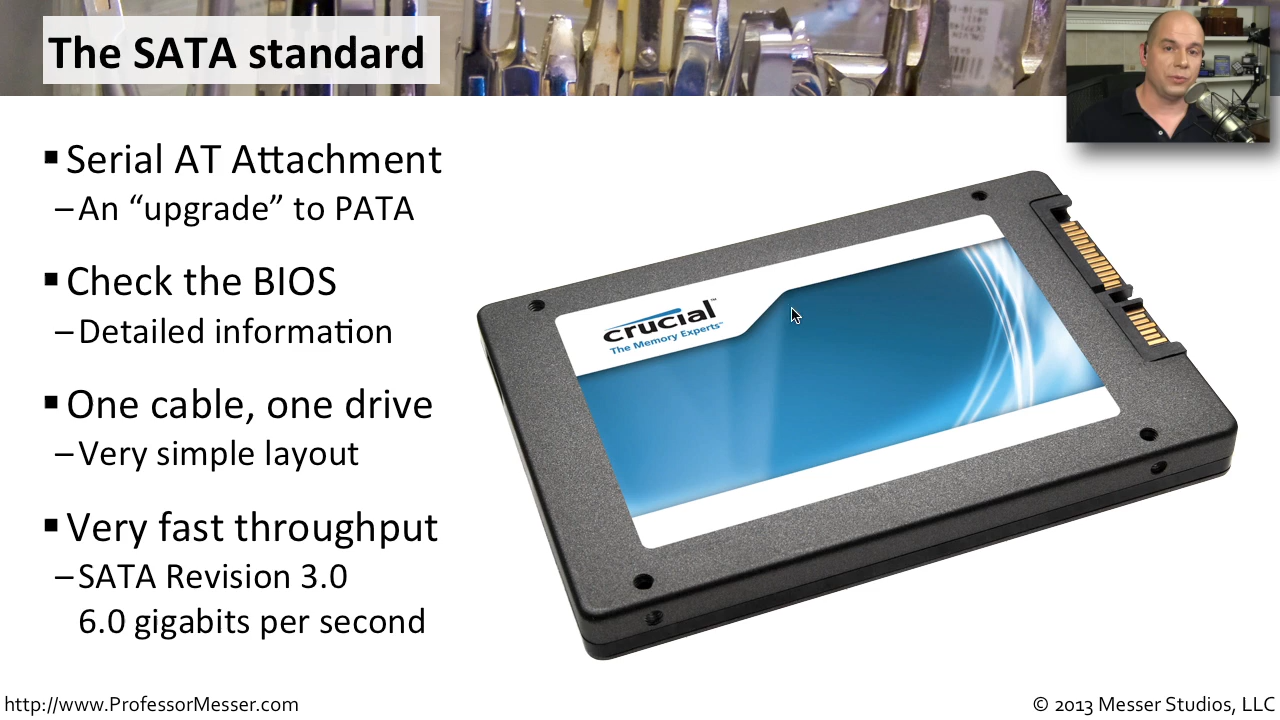 The SATA standard
▪ Serial AT Attachment
– An “upgrade” to PATA
▪ Check the BIOS
– Detailed information
▪ One cable, one drive
– Very simple layout
▪ Very fast throughput
– SATA Revision 3.0
6.0 gigabits per second
crucial™
The Memory Experts™
http://www.ProfessorMesser.com
© 2013 Messer Studios, LLC